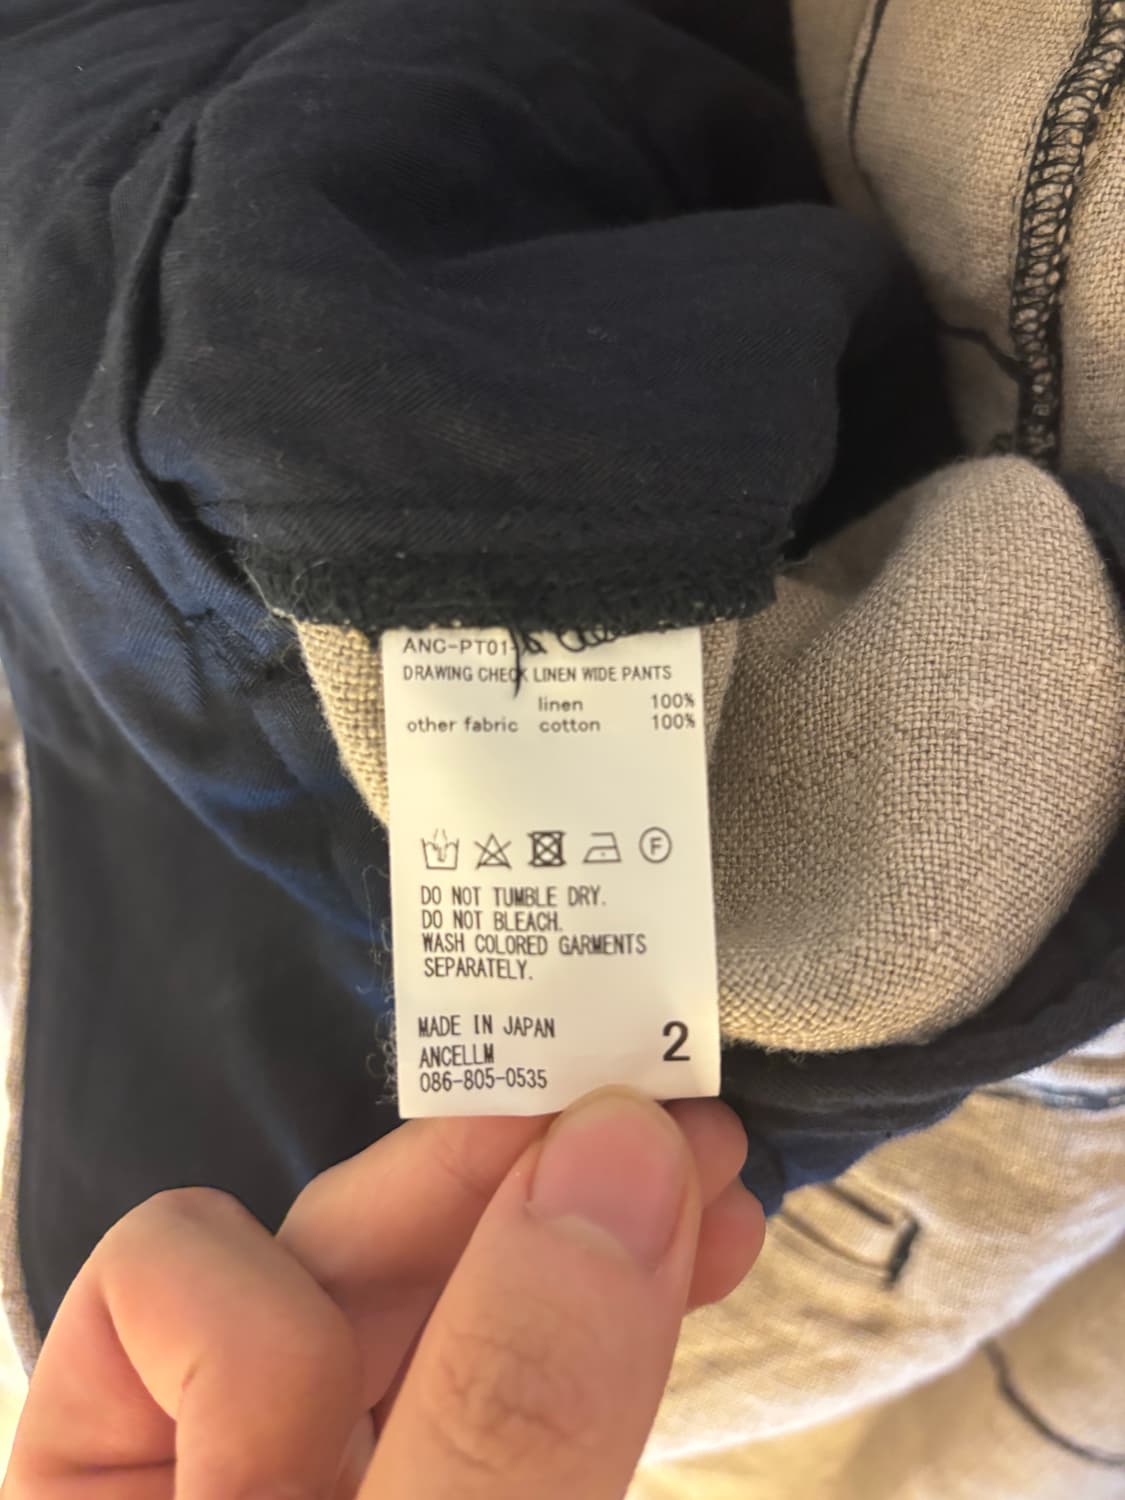 ANC-PT01
DRAWING CHECK LINEN WIDE PANTS
linen 100%
other fabric cotton 100%
F
DO NOT TUMBLE DRY.
DO NOT BLEACH.
WASH COLORED GARMENTS
SEPARATELY.
MADE IN JAPAN
ANCELLM
086-805-0535
2